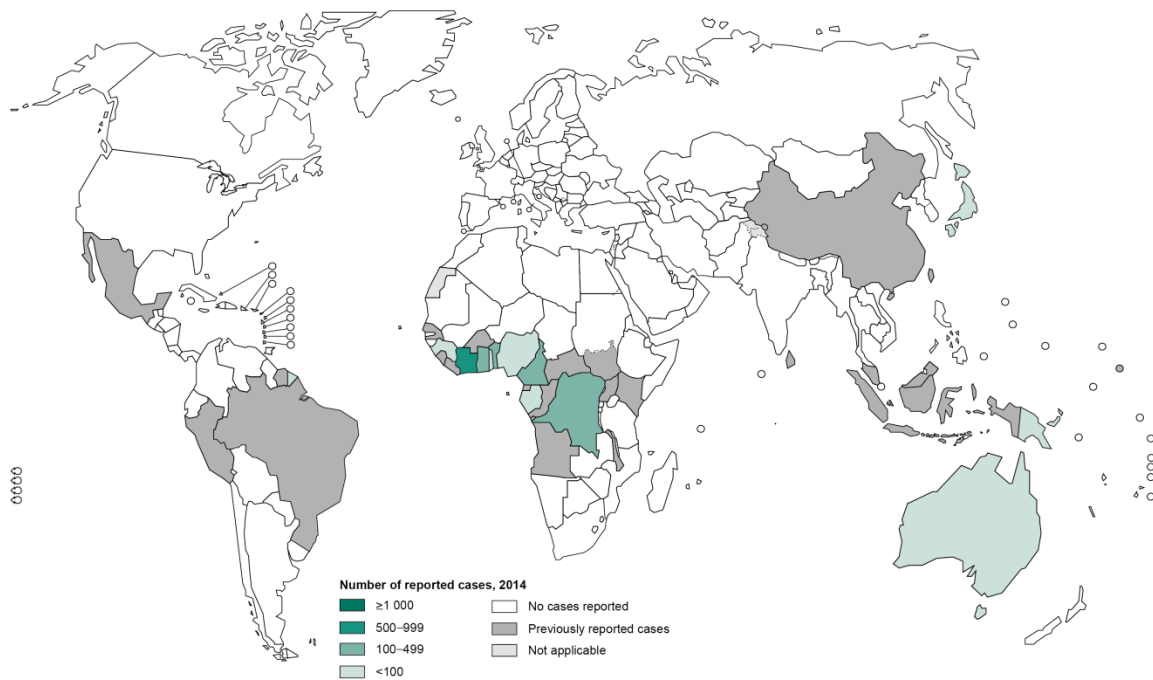 Number of reported cases, 2014
≥1 000
500–999
100–499
<100
No cases reported
Previously reported cases
Not applicable